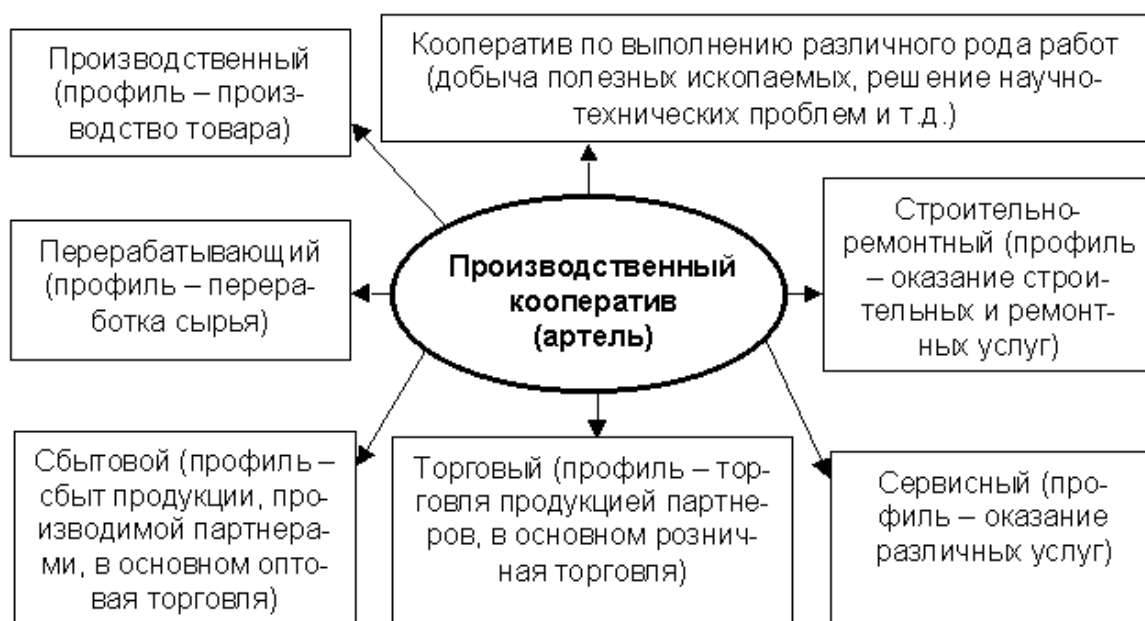 Производственный
(профиль – произ-
водство товара)
Кооператив по выполнению различного рода работ
(добыча полезных ископаемых, решение научно-
технических проблем и т.д.)
Перерабатывающий
(профиль – перера-
ботка сырья)
Производственный
кооператив
(артель)
Строительно-
ремонтный (профиль
– оказание строи-
тельных и ремонт-
ных услуг)
Сбытовой (профиль –
сбыт продукции, про-
изводимой партнера-
ми, в основном опто-
вая торговля)
Торговый (профиль – тор-
говля продукцией партне-
ров, в основном рознич-
ная торговля)
Сервисный (про-
филь – оказание
различных услуг)